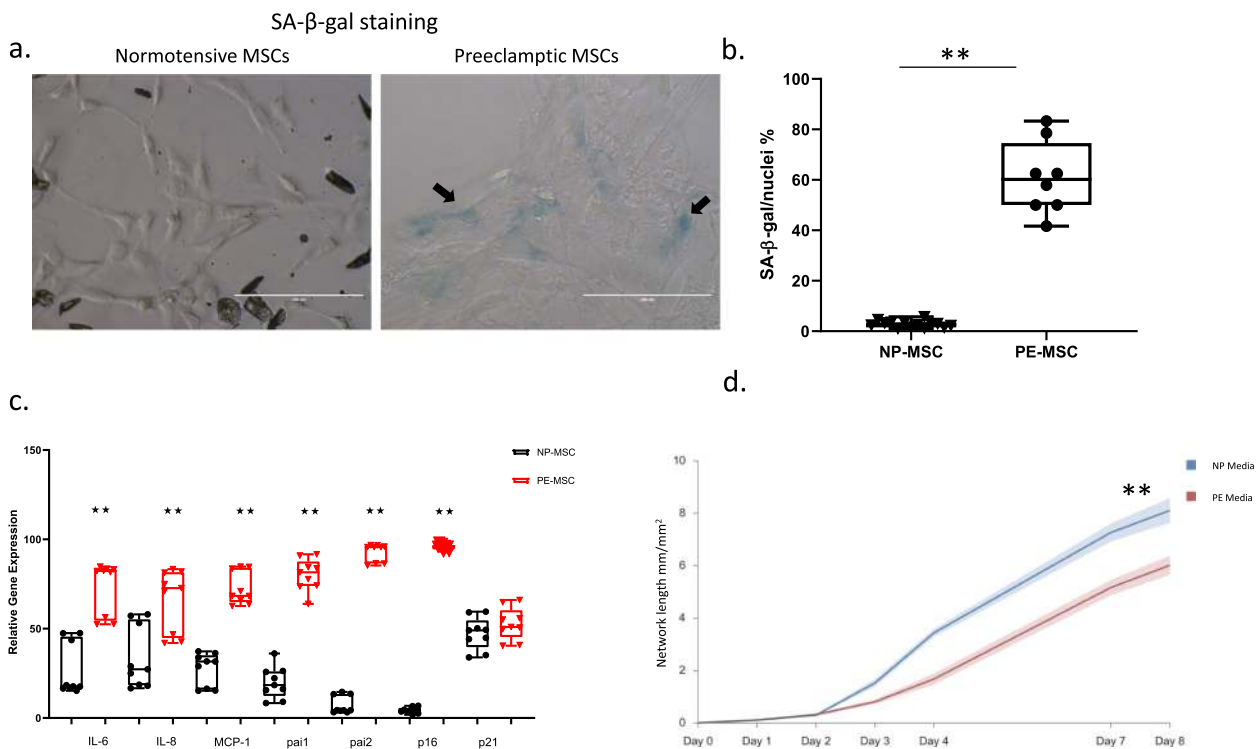 SA-β-gal staining
a.
Normotensive MSCs
Preeclamptic MSCs
b.
**
SA-β-gal/nuclei %
100
80
60
40
20
0
NP-MSC
PE-MSC
c.
Relative Gene Expression
150
100
50
0
NP-MSC
PE-MSC
★★ ★★ ★★ ★★ ★★ ★★
IL-6 IL-8 MCP-1 pai1 pai2 p16 p21
d.
Network length mm/mm²
10
8
6
4
2
0
NP Media
PE Media
**
Day 0 Day 1 Day 2 Day 3 Day 4 Day 7 Day 8